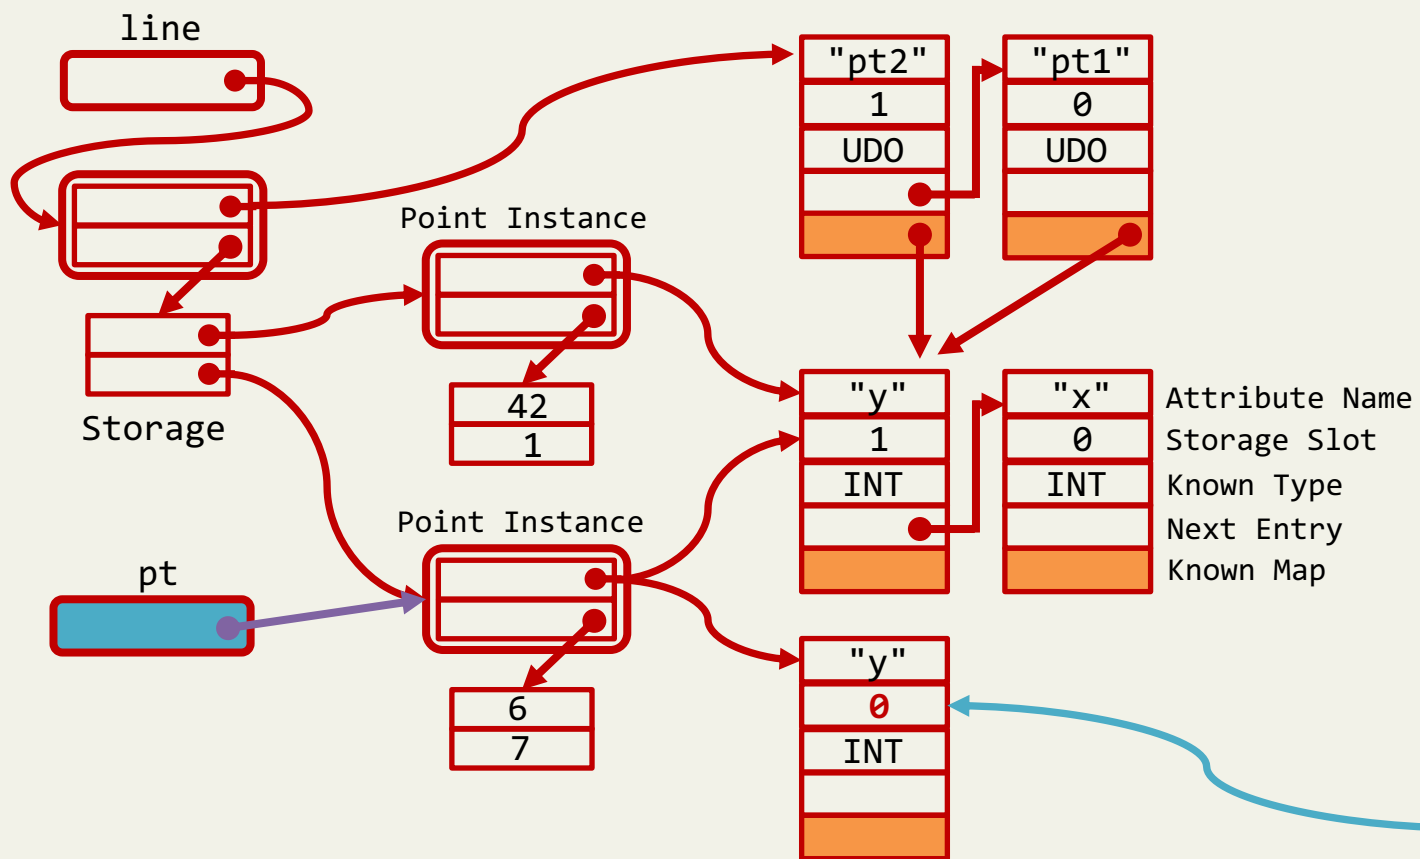 line
"pt2"
1
UDO
"pt1"
0
UDO
Point Instance
42
1
Storage
"y"
1
INT
"x"
0
INT
Attribute Name
Storage Slot
Known Type
Next Entry
Known Map
Point Instance
pt
6
7
"y"
0
INT